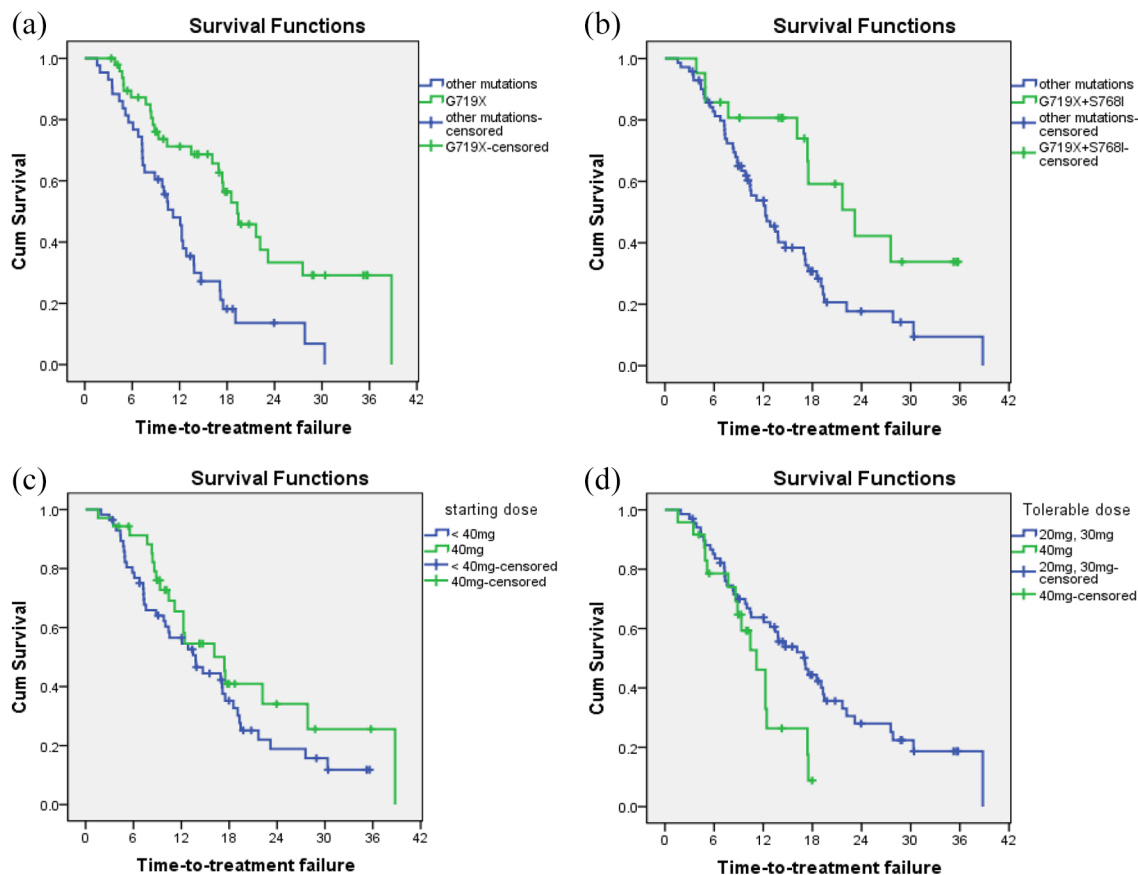 (a)
Survival Functions
Cum Survival
1.0
0.8
0.6
0.4
0.2
0.0
0 6 12 18 24 30 36 42
Time-to-treatment failure
other mutations
G719X
other mutations-
censored
G719X-censored
(b)
Survival Functions
Cum Survival
1.0
0.8
0.6
0.4
0.2
0.0
0 6 12 18 24 30 36 42
Time-to-treatment failure
other mutations
G719X+S768I
other mutations-
censored
G719X+S768I-
censored
(c)
Survival Functions
Cum Survival
1.0
0.8
0.6
0.4
0.2
0.0
0 6 12 18 24 30 36 42
Time-to-treatment failure
starting dose
< 40mg
40mg
< 40mg-censored
40mg-censored
(d)
Survival Functions
Cum Survival
1.0
0.8
0.6
0.4
0.2
0.0
0 6 12 18 24 30 36 42
Time-to-treatment failure
Tolerable dose
20mg, 30mg
40mg
20mg, 30mg-
censored
40mg-censored